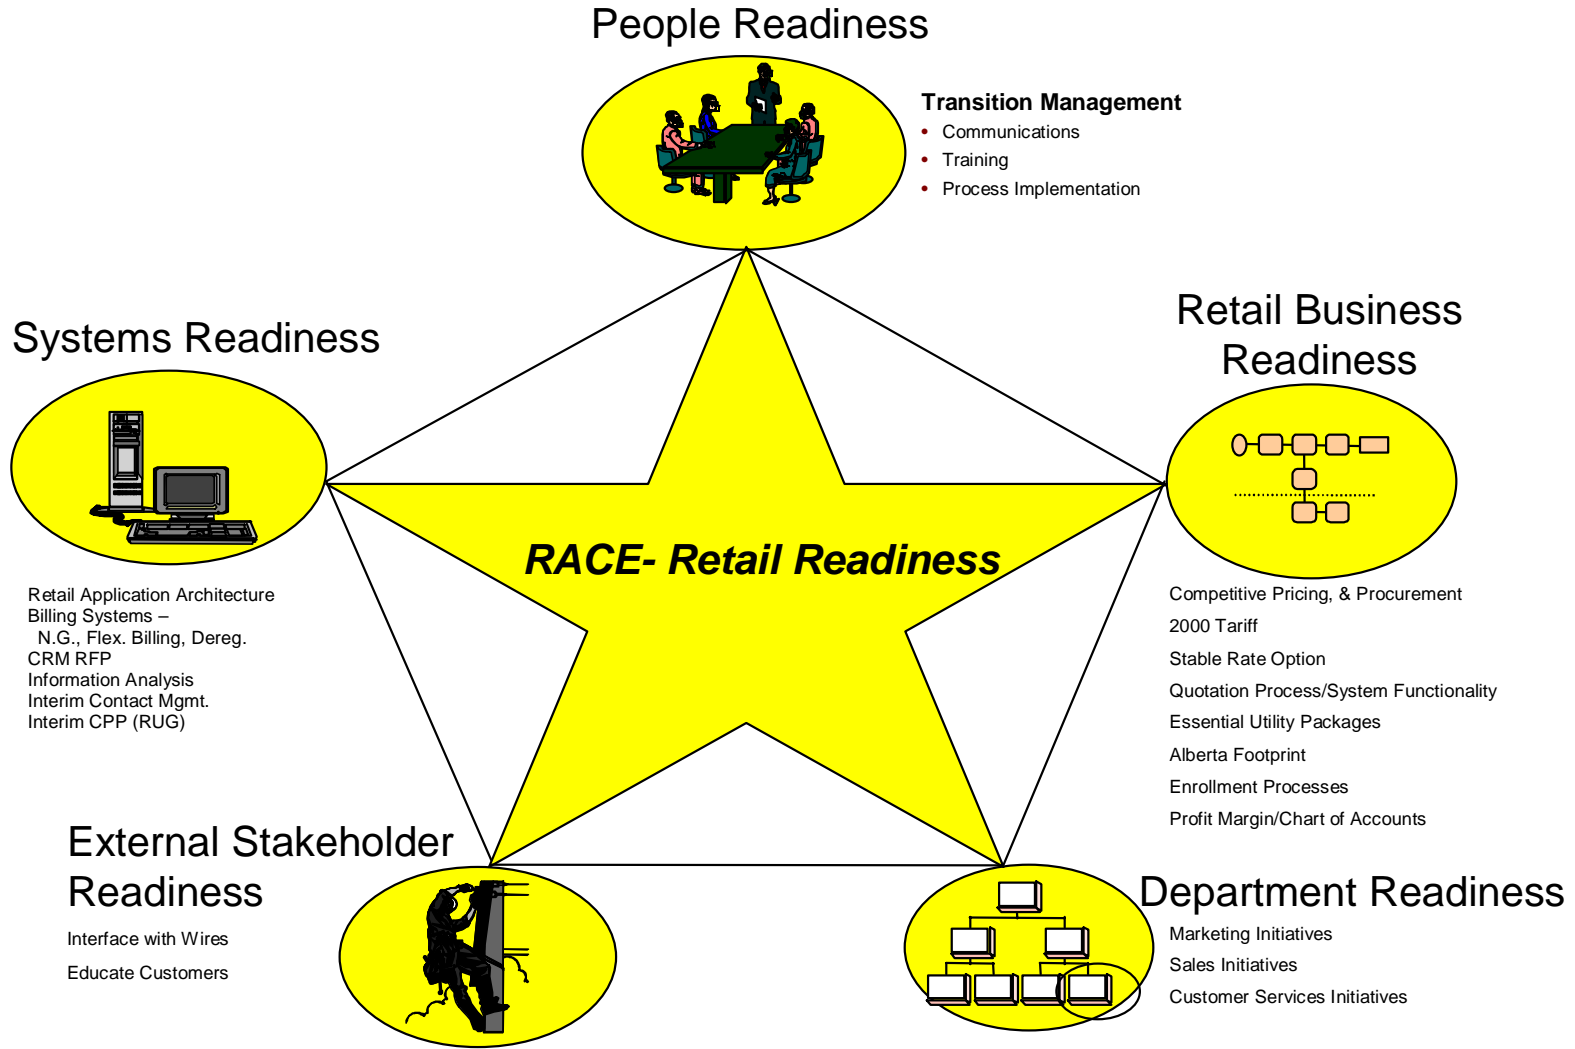 People Readiness
Transition Management
• Communications
• Training
• Process Implementation
Systems Readiness
Retail Application Architecture
Billing Systems –
N.G., Flex. Billing, Dereg.
CRM RFP
Information Analysis
Interim Contact Mgmt.
Interim CPP (RUG)
RACE- Retail Readiness
Retail Business
Readiness
Competitive Pricing, & Procurement
2000 Tariff
Stable Rate Option
Quotation Process/System Functionality
Essential Utility Packages
Alberta Footprint
Enrollment Processes
Profit Margin/Chart of Accounts
External Stakeholder
Readiness
Interface with Wires
Educate Customers
Department Readiness
Marketing Initiatives
Sales Initiatives
Customer Services Initiatives